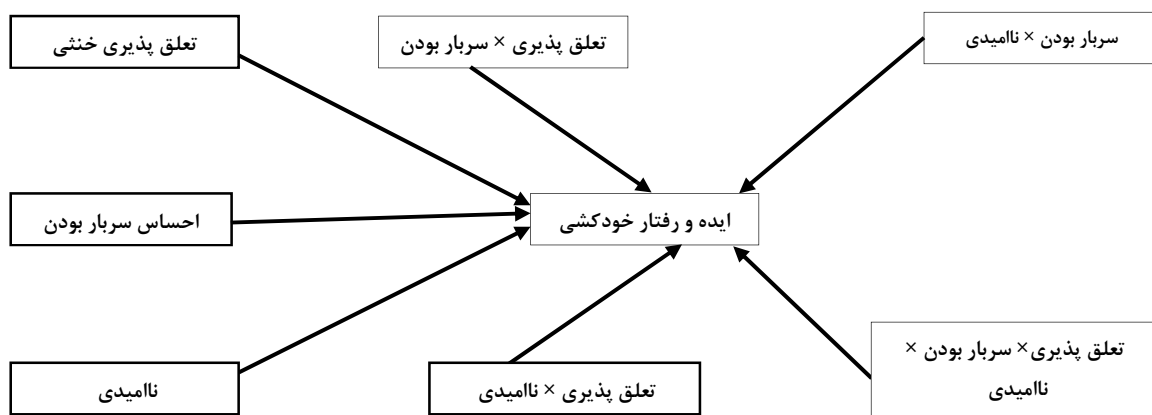 تعلق پذیری خنثی
تعلق پذیری × سربار بودن
سربار بودن × ناامیدی
احساس سربار بودن
ایده و رفتار خودکشی
ناامیدی
تعلق پذیری × ناامیدی
تعلق پذیری× سربار بودن ×
ناامیدی